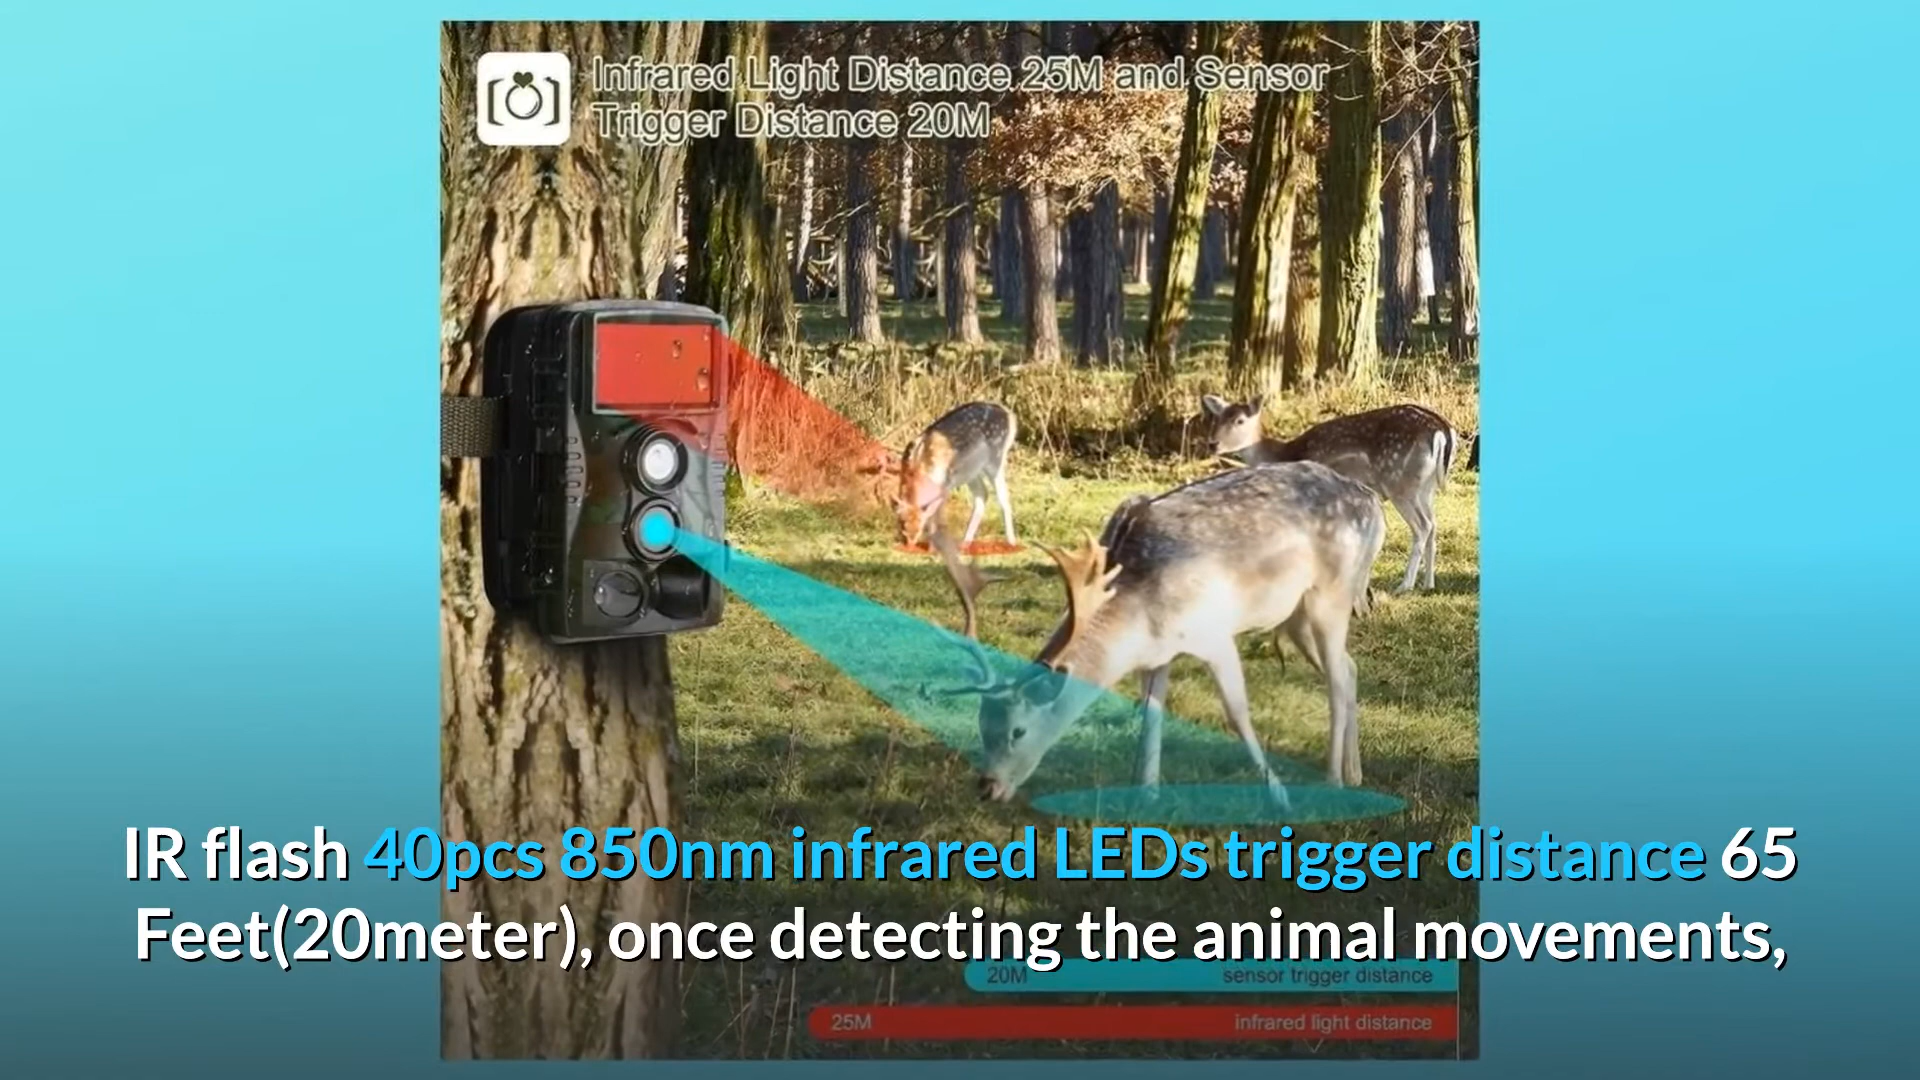 Infrared Light Distance 25M and Sensor
Trigger Distance 20M
IR flash 40pcs 850nm infrared LEDs trigger distance 65
Feet(20meter), once detecting the animal movements,
20M sensor trigger distance
25M infrared light distance